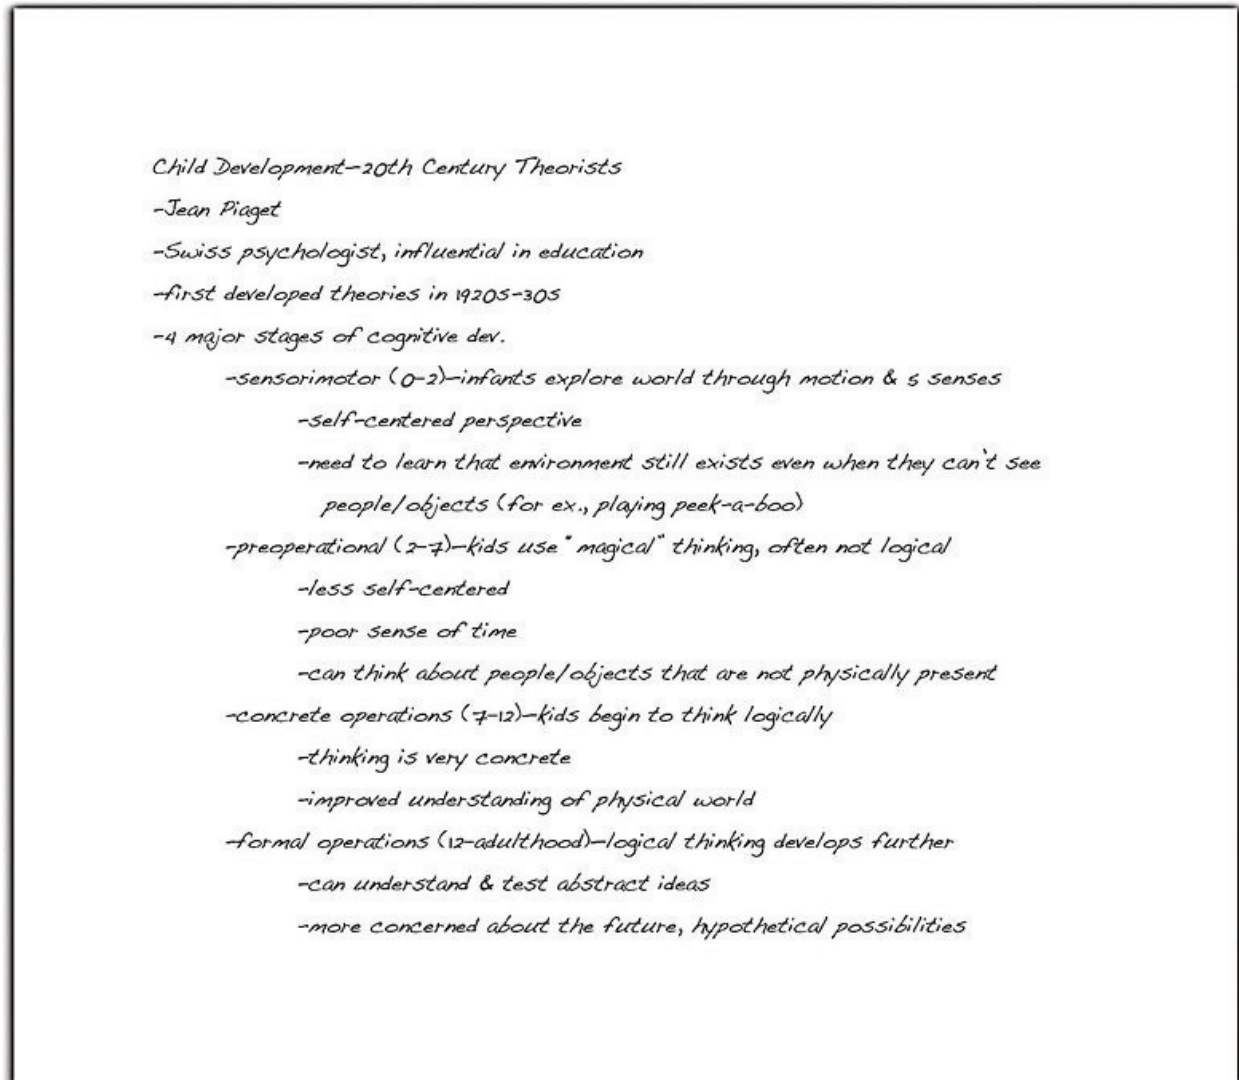 Child Development-20th Century Theorists
-Jean Piaget
-Swiss psychologist, influential in education
-first developed theories in 1920s-30s
-4 major stages of cognitive dev.
-sensorimotor (0-2)-infants explore world through motion & 5 senses
-self-centered perspective
-need to learn that environment still exists even when they can't see
people/objects (for ex., playing peek-a-boo)
-preoperational (2-7)-kids use "magical" thinking, often not logical
-less self-centered
-poor sense of time
-can think about people/objects that are not physically present
-concrete operations (7-12)-kids begin to think logically
-thinking is very concrete
-improved understanding of physical world
-formal operations (12-adulthood)-logical thinking develops further
-can understand & test abstract ideas
-more concerned about the future, hypothetical possibilities